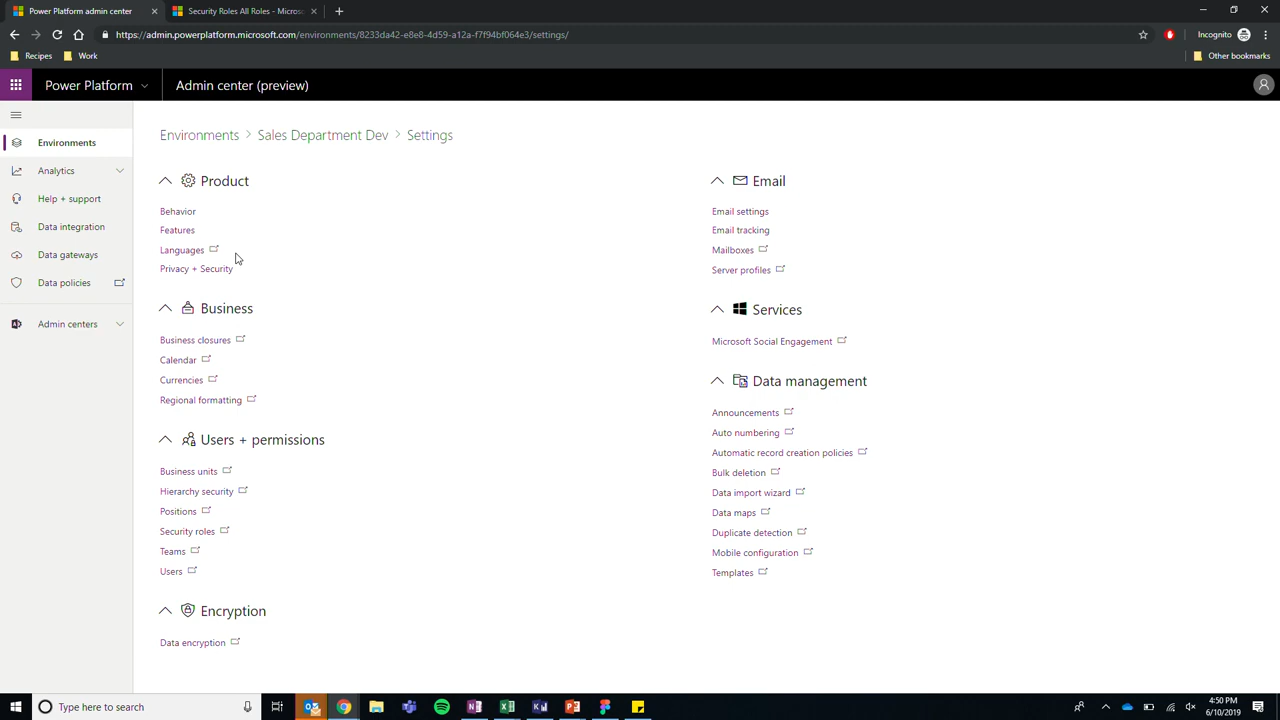 Power Platform admin center
Security Roles All Roles - Micros
https://admin.powerplatform.microsoft.com/environments/8233da42-e8e8-4d59-a12a-f7f94bf064e3/settings/
Incognito
Recipes
Work
Other bookmarks
Power Platform
Admin center (preview)
Environments
Analytics
Help + support
Data integration
Data gateways
Data policies
Admin centers
Environments > Sales Department Dev > Settings
Product
Behavior
Features
Languages
Privacy + Security
Business
Business closures
Calendar
Currencies
Regional formatting
Users + permissions
Business units
Hierarchy security
Positions
Security roles
Teams
Users
Encryption
Data encryption
Email
Email settings
Email tracking
Mailboxes
Server profiles
Services
Microsoft Social Engagement
Data management
Announcements
Auto numbering
Automatic record creation policies
Bulk deletion
Data import wizard
Data maps
Duplicate detection
Mobile configuration
Templates
Type here to search
4:50 PM
6/10/2019